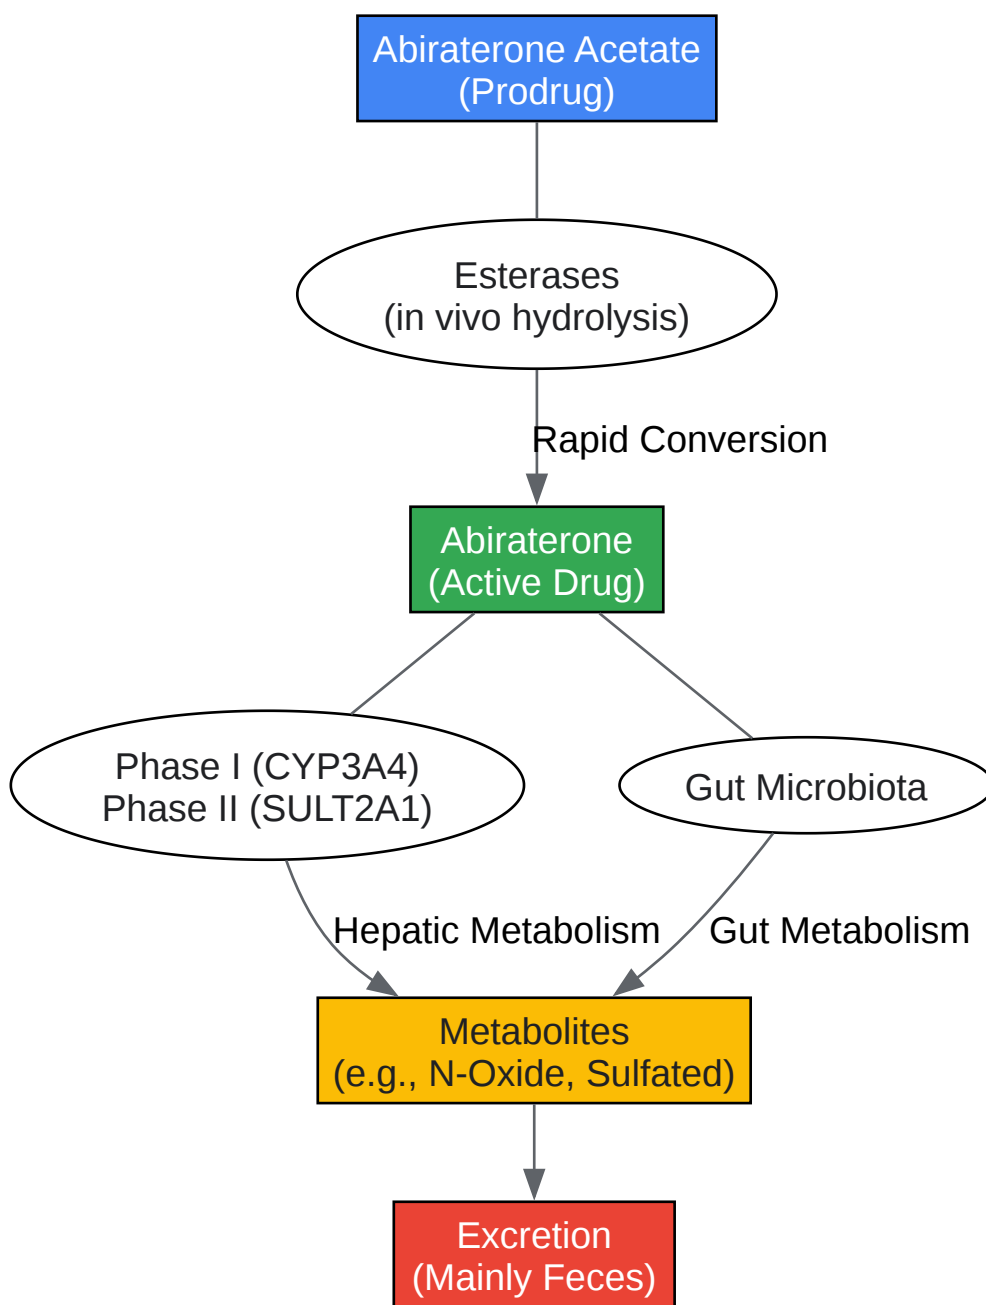 Abiraterone Acetate
(Prodrug)
Esterases
(in vivo hydrolysis)
Rapid Conversion
Abiraterone
(Active Drug)
Phase I (CYP3A4)
Phase II (SULT2A1)
Gut Microbiota
Hepatic Metabolism
Gut Metabolism
Metabolites
(e.g., N-Oxide, Sulfated)
Excretion
(Mainly Feces)